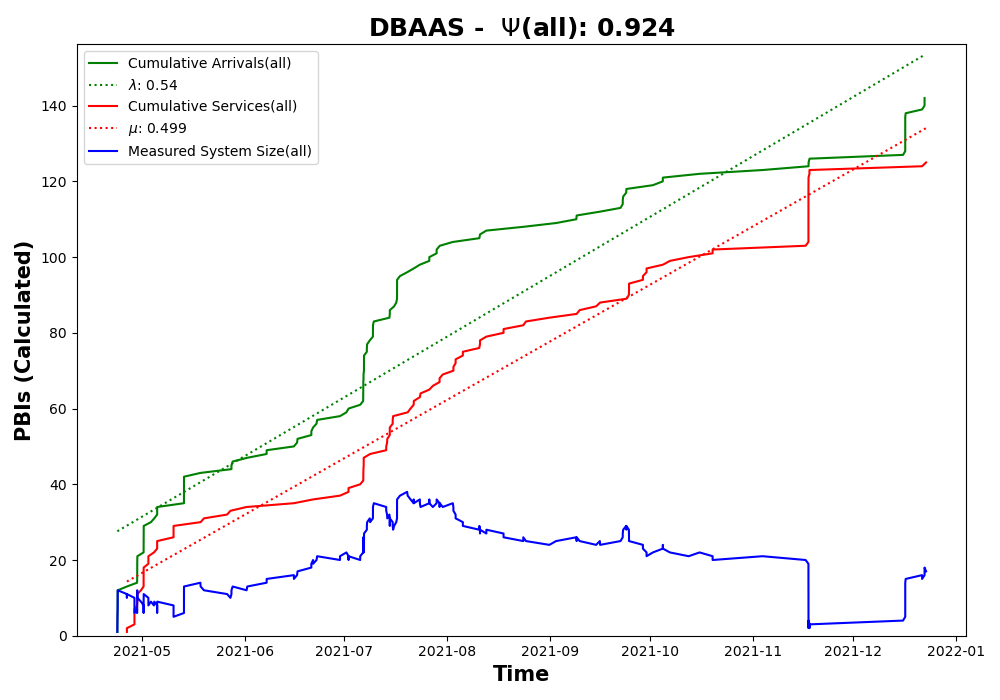 DBAAS -  Ψ(all): 0.924
Cumulative Arrivals(all)
λ: 0.54
Cumulative Services(all)
μ: 0.499
Measured System Size(all)
PBIs (Calculated)
140
120
100
80
60
40
20
0
2021-05 2021-06 2021-07 2021-08 2021-09 2021-10 2021-11 2021-12 2022-01
Time